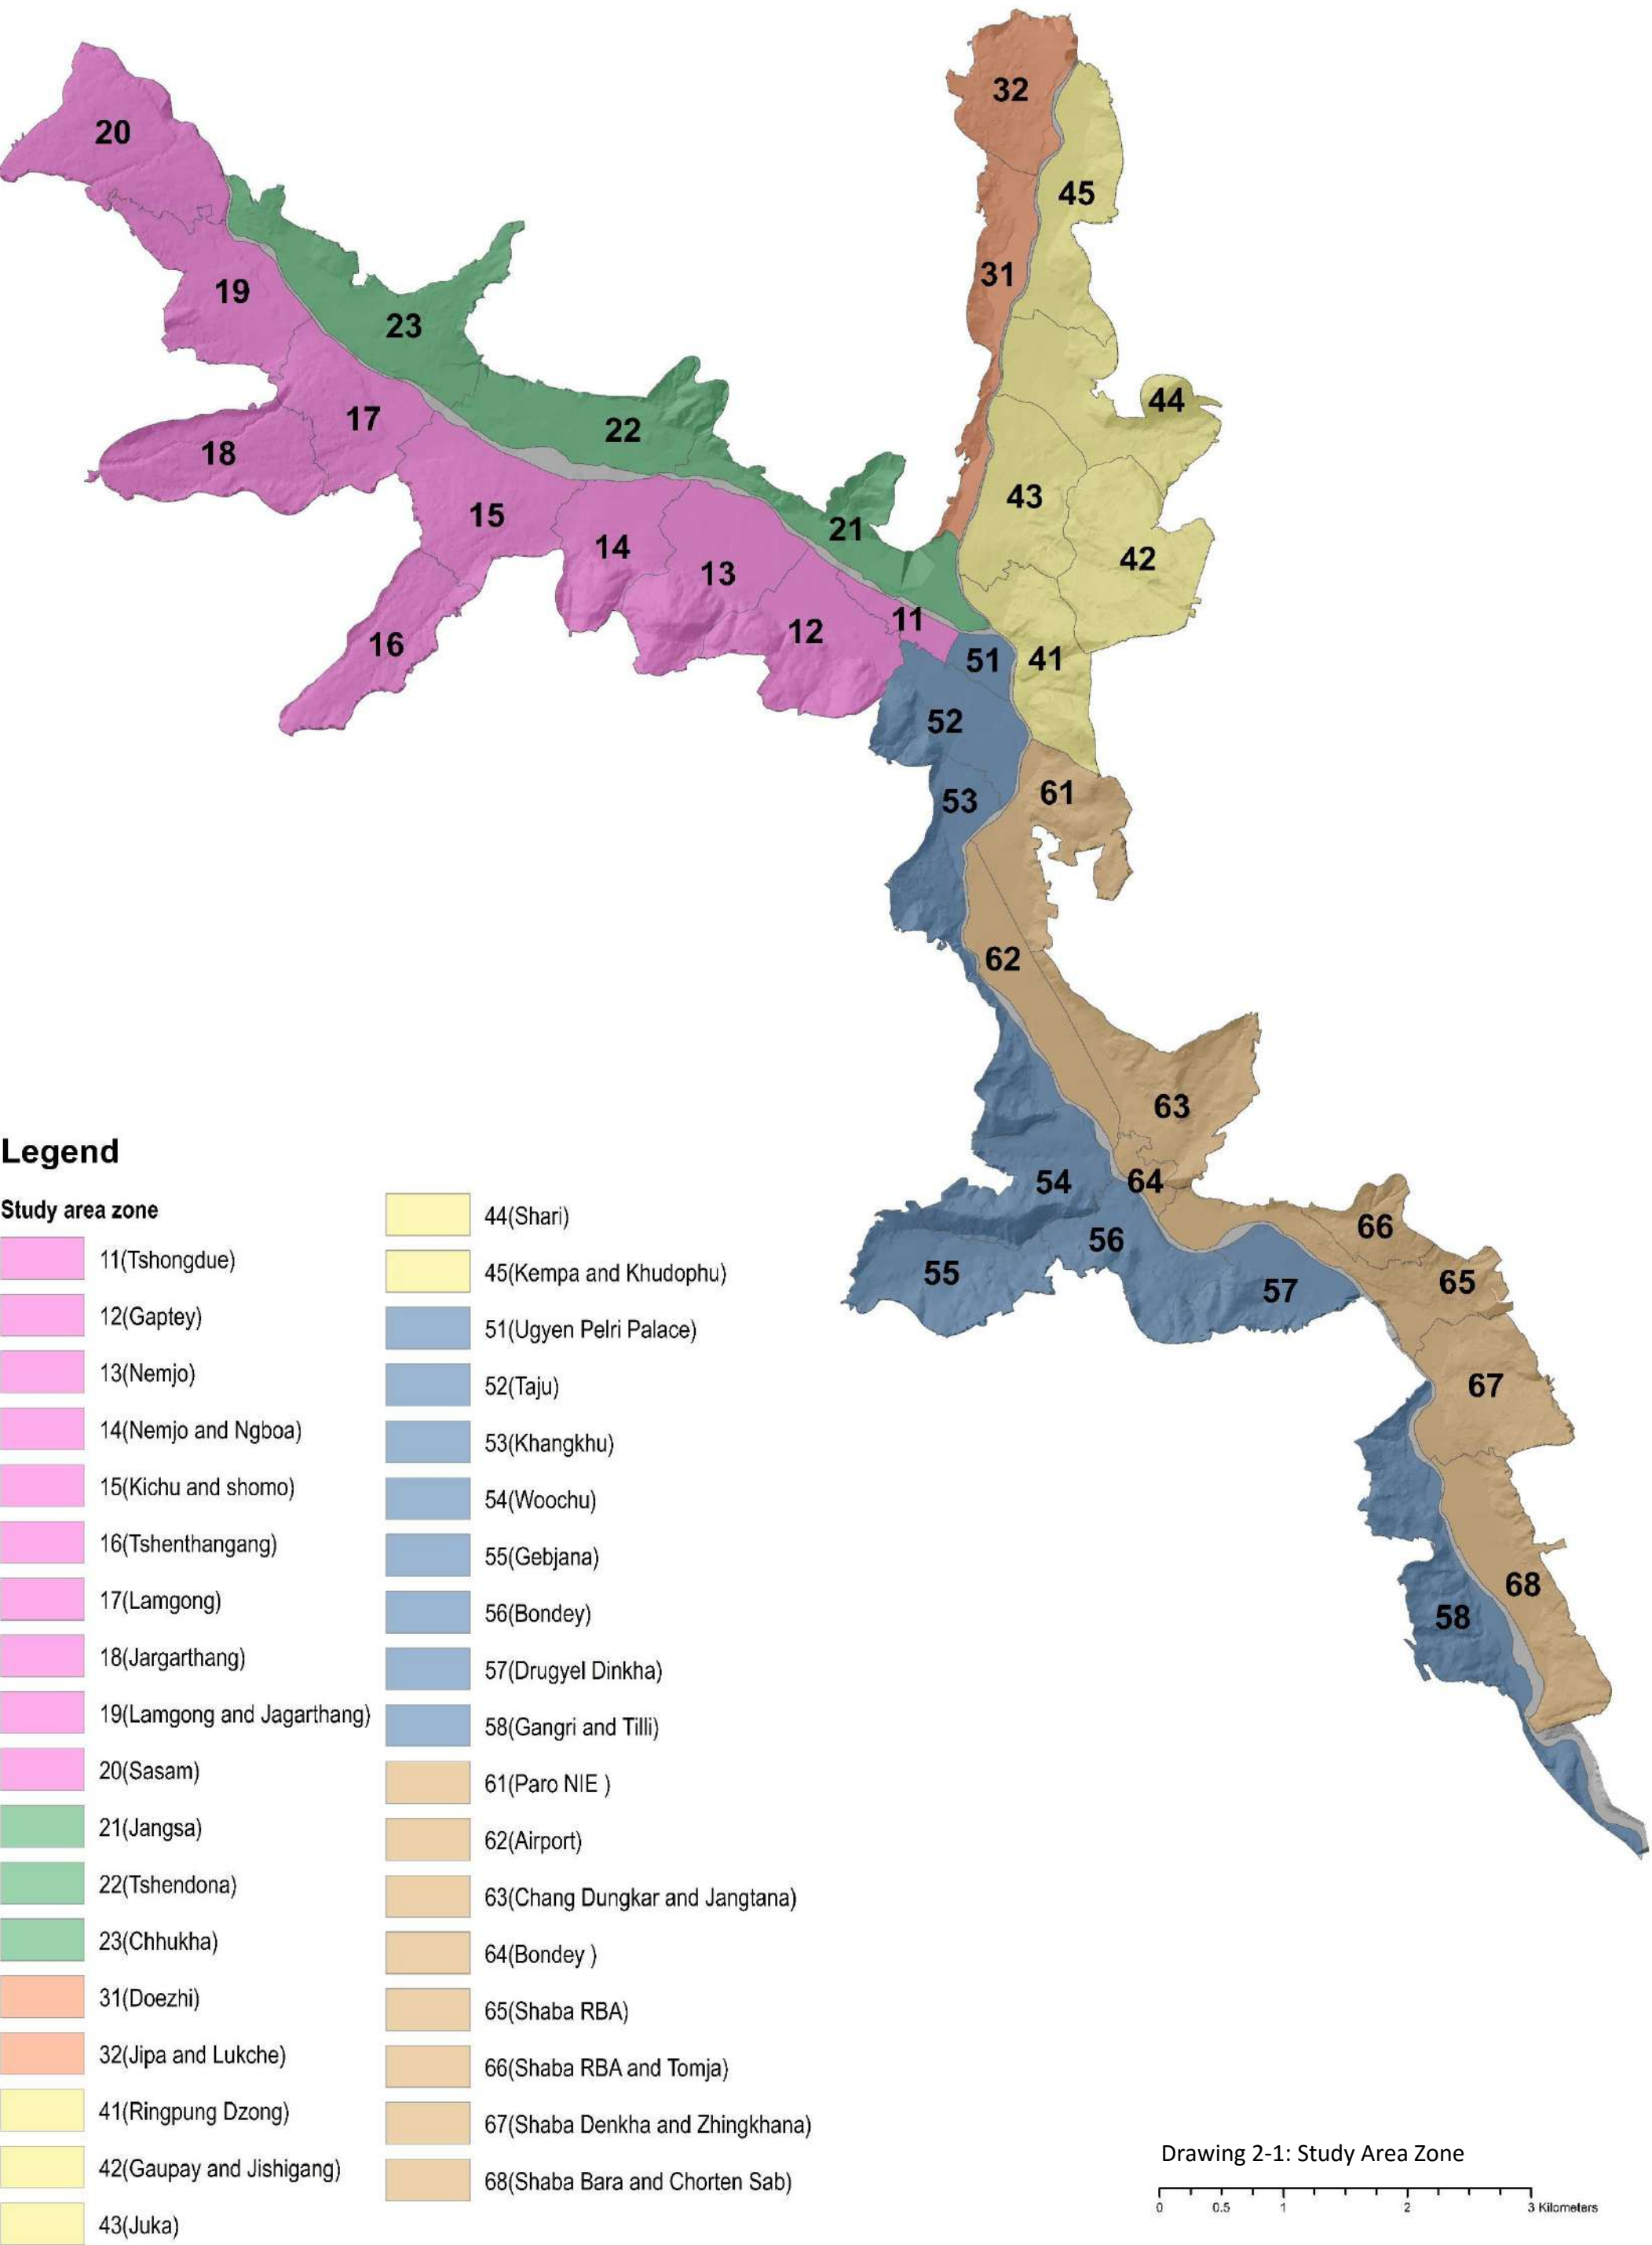 32
20
45
31
19
23
44
17
22
18
43
15
21
14
42
13
11
12
16
51
41
52
61
53
62
63
54
64
66
56
55
65
57
67
68
58
Legend
Study area zone
11(Tshongdue)
12(Gaptey)
13(Nemjo)
14(Nemjo and Ngboa)
15(Kichu and shomo)
16(Tshenthangang)
17(Lamgong)
18(Jargarthang)
19(Lamgong and Jagarthang)
20(Sasam)
21(Jangsa)
22(Tshendona)
23(Chhukha)
31(Doezhi)
32(Jipa and Lukche)
41(Ringpung Dzong)
42(Gaupay and Jishigang)
43(Juka)
44(Shari)
45(Kempa and Khudophu)
51(Ugyen Pelri Palace)
52(Taju)
53(Khangkhu)
54(Woochu)
55(Gebjana)
56(Bondey)
57(Drugyel Dinkha)
58(Gangri and Tilli)
61(Paro NIE )
62(Airport)
63(Chang Dungkar and Jangtana)
64(Bondey )
65(Shaba RBA)
66(Shaba RBA and Tomja)
67(Shaba Denkha and Zhingkhana)
68(Shaba Bara and Chorten Sab)
Drawing 2-1: Study Area Zone
0 0.5 1 2 3 Kilometers